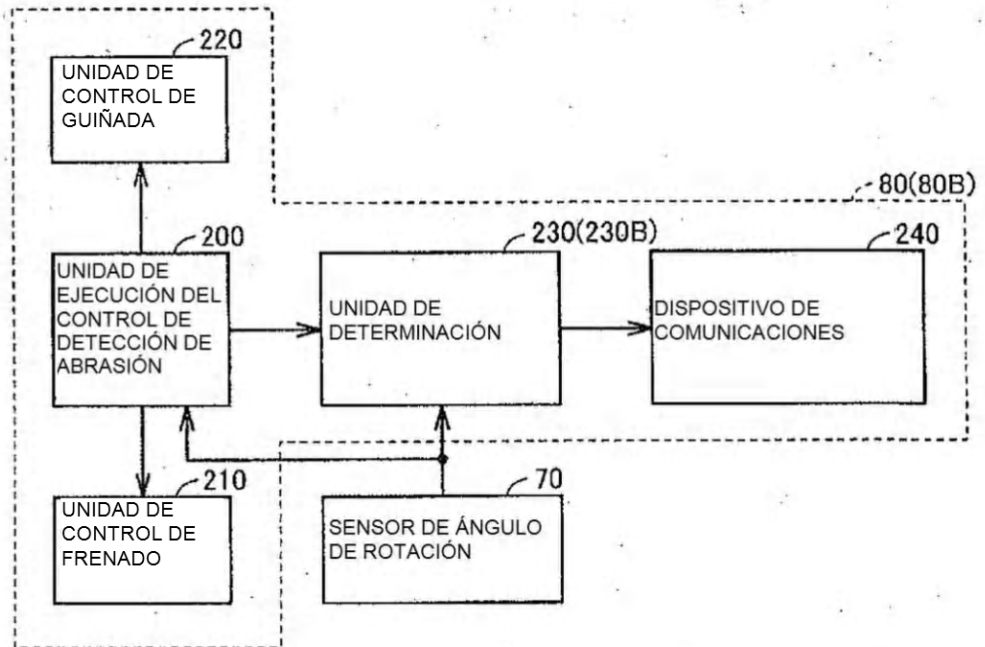 220
UNIDAD DE
CONTROL DE
GUIÑADA
80(80B)
200
UNIDAD DE
EJECUCIÓN DEL
CONTROL DE
DETECCIÓN DE
ABRASIÓN
230(230B)
UNIDAD DE
DETERMINACIÓN
240
DISPOSITIVO DE
COMUNICACIONES
210
UNIDAD DE
CONTROL DE
FRENADO
70
SENSOR DE ÁNGULO
DE ROTACIÓN